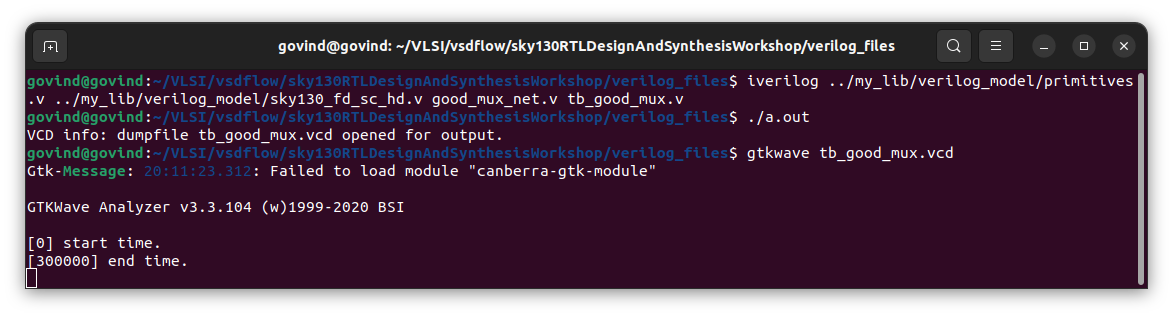 govind@govind: ~/VLSI/vsdflow/sky130RTLDesignAndSynthesisWorkshop/verilog_files
govind@govind:~/VLSI/vsdflow/sky130RTLDesignAndSynthesisWorkshop/verilog_files$ iverilog ../my_lib/verilog_model/primitives
.v ../my_lib/verilog_model/sky130_fd_sc_hd.v good_mux_net.v tb_good_mux.v
govind@govind:~/VLSI/vsdflow/sky130RTLDesignAndSynthesisWorkshop/verilog_files$ ./a.out
VCD info: dumpfile tb_good_mux.vcd opened for output.
govind@govind:~/VLSI/vsdflow/sky130RTLDesignAndSynthesisWorkshop/verilog_files$ gtkwave tb_good_mux.vcd
Gtk-Message: 20:11:23.312: Failed to load module "canberra-gtk-module"
GTKWave Analyzer v3.3.104 (w)1999-2020 BSI
[0] start time.
[300000] end time.